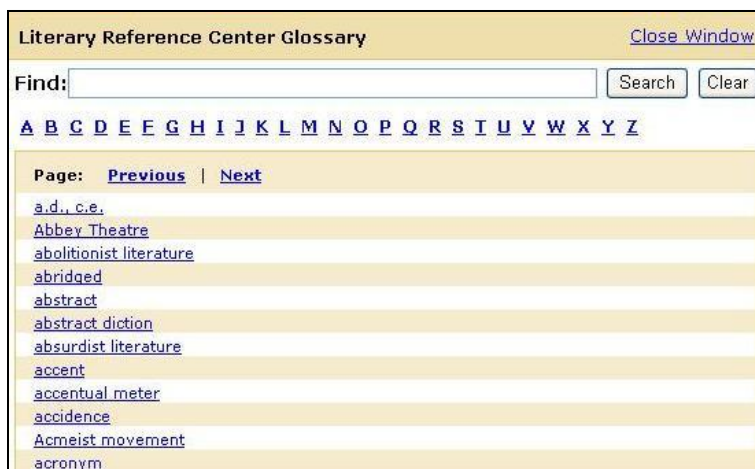 Literary Reference Center Glossary Close Window
Find: Search Clear
A B C D E F G H I J K L M N O P Q R S T U V W X Y Z
Page: Previous | Next
a.d., c.e.
Abbey Theatre
abolitionist literature
abridged
abstract
abstract diction
absurdist literature
accent
accentual meter
accidence
Acmeist movement
acronym